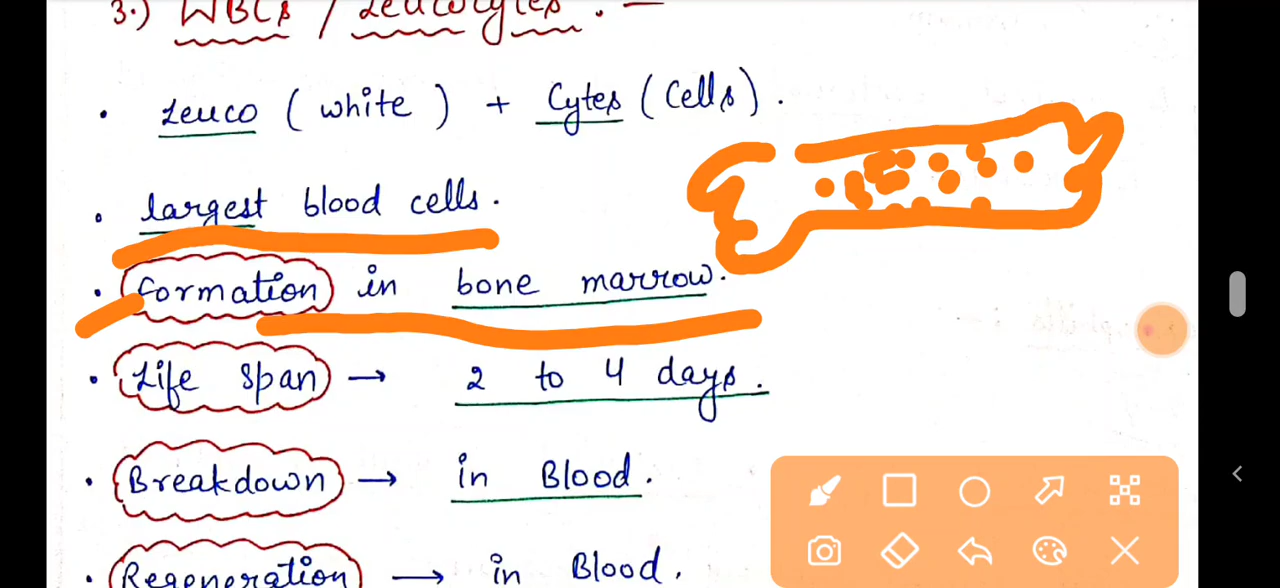 3.) WBCs / Leucocytes. —
• Leuco (white) + Cytes (cells).
• largest blood cells.
• formation in bone marrow.
• Life span → 2 to 4 days.
• Breakdown → in Blood.
• Regeneration → in Blood.